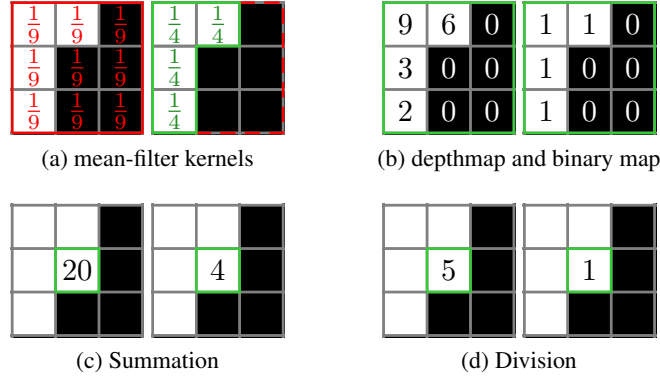 1/9 1/9 1/9 1/4 1/4
1/9 1/9 1/9 1/4
1/9 1/9 1/9 1/4
(a) mean-filter kernels
9 6 0 1 1 0
3 0 0 1 0 0
2 0 0 1 0 0
(b) depthmap and binary map
20 4
(c) Summation
5 1
(d) Division